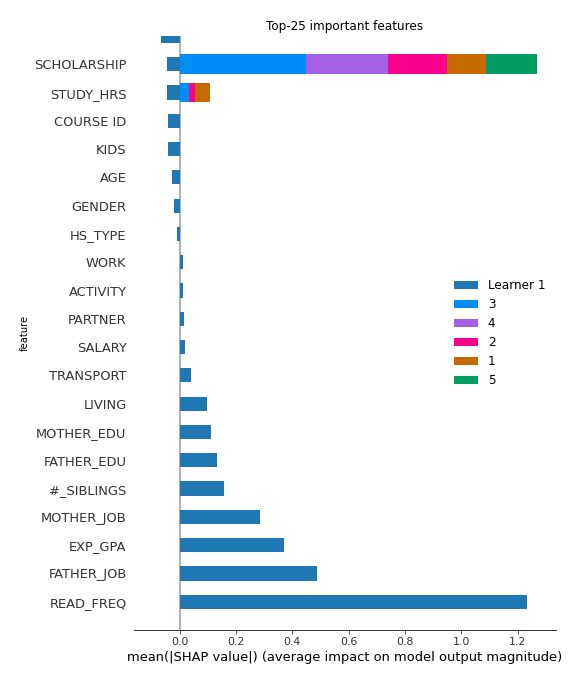 Top-25 important features
SCHOLARSHIP
STUDY_HRS
COURSE ID
KIDS
AGE
GENDER
HS_TYPE
WORK
ACTIVITY
PARTNER
SALARY
TRANSPORT
LIVING
MOTHER_EDU
FATHER_EDU
#_SIBLINGS
MOTHER_JOB
EXP_GPA
FATHER_JOB
READ_FREQ
feature
Learner 1
3
4
2
1
5
0.0 0.2 0.4 0.6 0.8 1.0 1.2
mean(|SHAP value|) (average impact on model output magnitude)